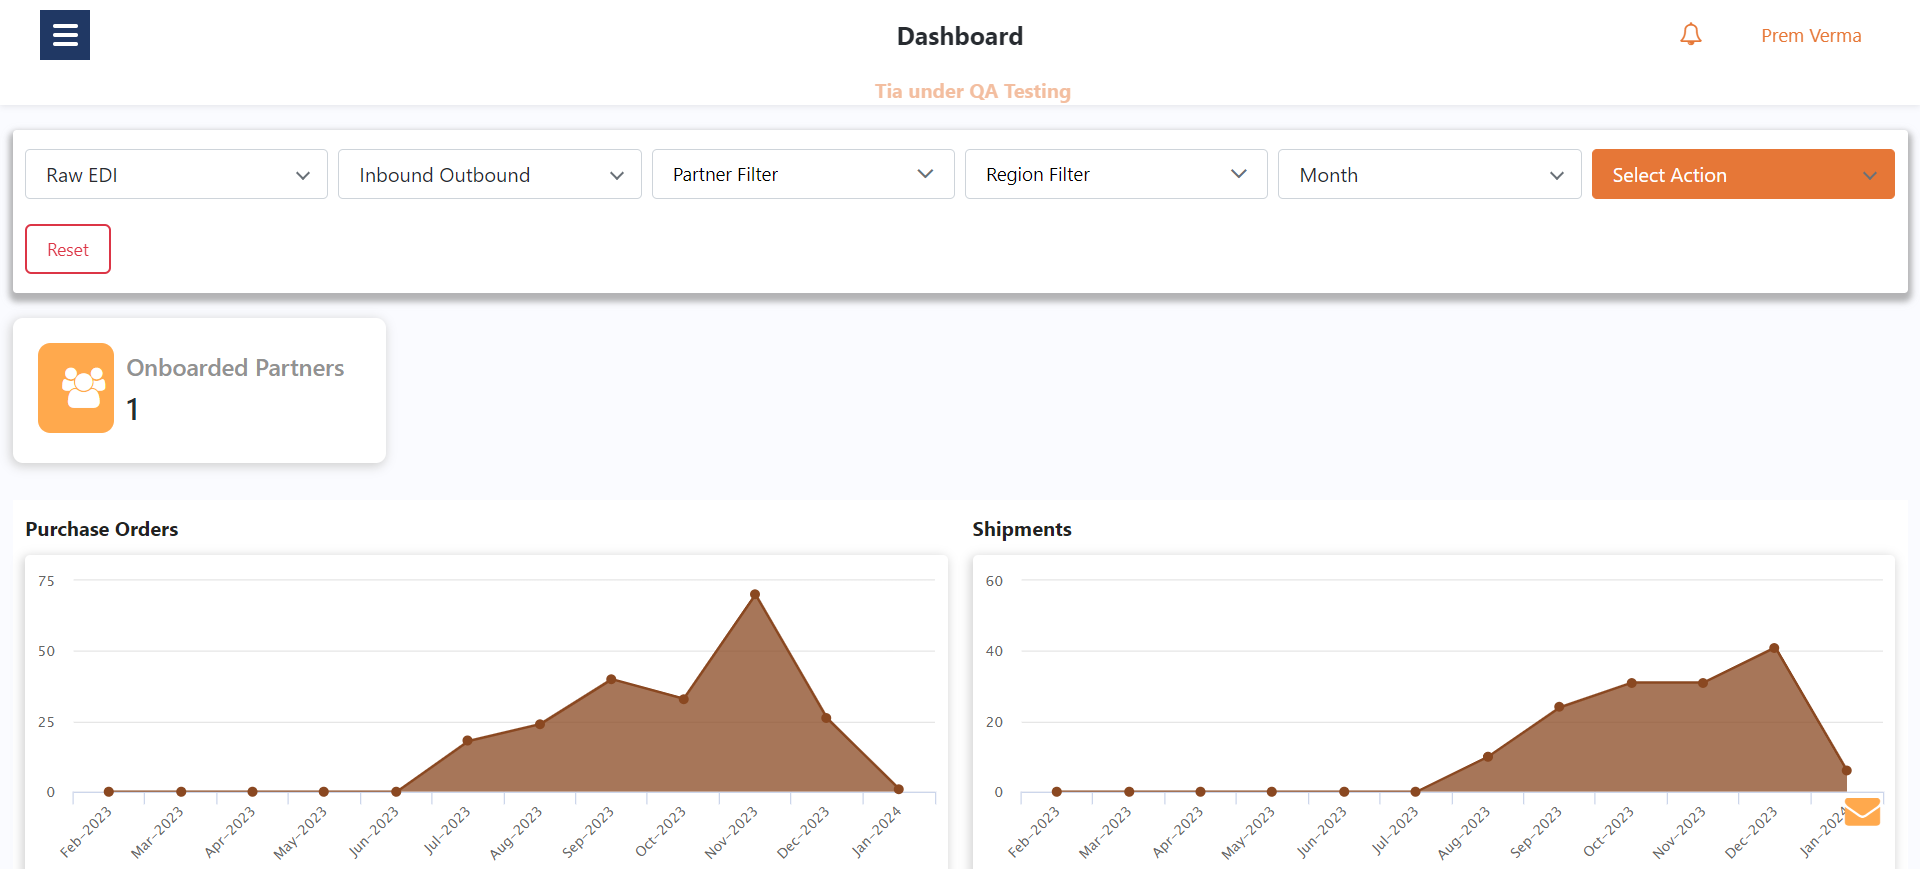 Dashboard
Prem Verma
Tia under QA Testing
Raw EDI
Inbound Outbound
Partner Filter
Region Filter
Month
Select Action
Reset
Onboarded Partners
1
Purchase Orders
75
50
25
0
Feb-2023
Mar-2023
Apr-2023
May-2023
Jun-2023
Jul-2023
Aug-2023
Sep-2023
Oct-2023
Nov-2023
Dec-2023
Jan-2024
Shipments
60
40
20
0
Feb-2023
Mar-2023
Apr-2023
May-2023
Jun-2023
Jul-2023
Aug-2023
Sep-2023
Oct-2023
Nov-2023
Dec-2023
Jan-2024